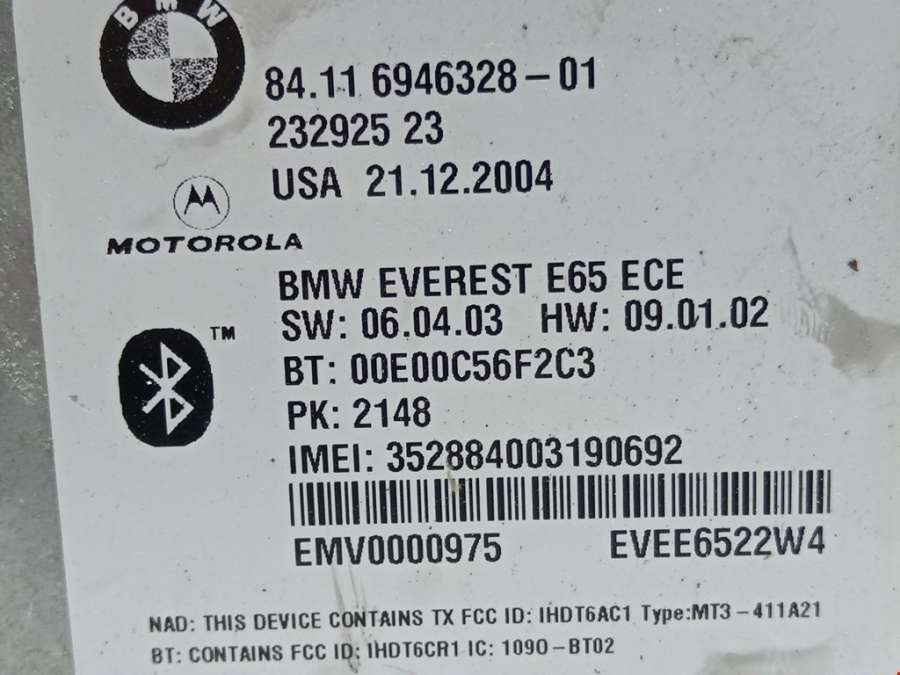 BMW
84.11 6946328-01
232925 23
USA 21.12.2004
MOTOROLA
BMW EVEREST E65 ECE
SW: 06.04.03 HW: 09.01.02
TM
BT: 00E00C56F2C3
PK: 2148
IMEI: 352884003190692
EMV0000975 EVEE6522W4
NAD: THIS DEVICE CONTAINS TX FCC ID: IHDT6AC1 Type:MT3-411A21
BT: CONTAINS FCC ID: IHDT6CR1 IC: 1090-BT02